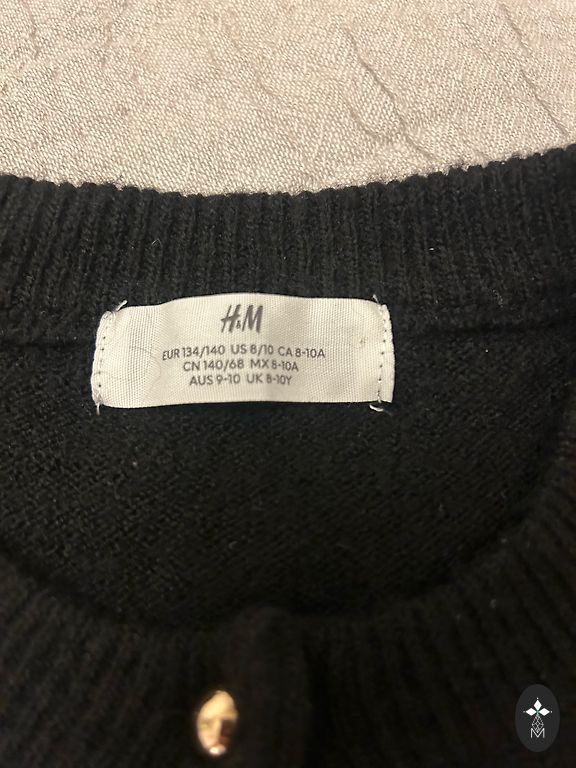 H&M
EUR 134/140 US 8/10 CA 8-10A
CN 140/68 MX 8-10A
AUS 9-10 UK 8-10Y
M